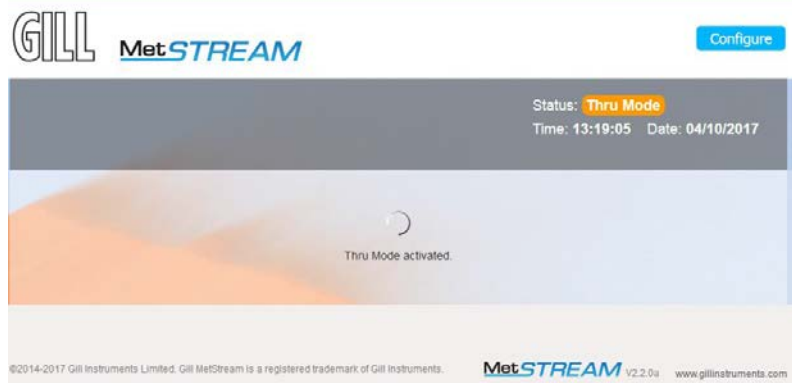 GILL MetSTREAM
Configure
Status: Thru Mode
Time: 13:19:05 Date: 04/10/2017
Thru Mode activated.
©2014-2017 Gill Instruments Limited. Gill MetStream is a registered trademark of Gill Instruments.
MetSTREAM V2.2.0a www.gillinstruments.com